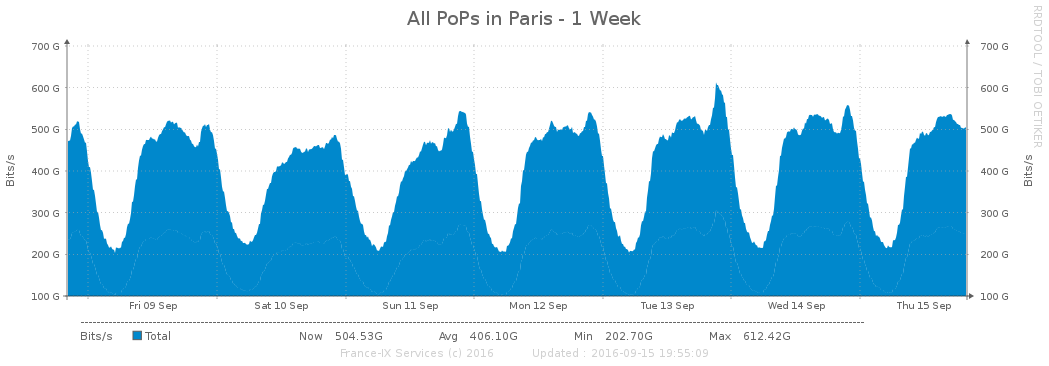 All PoPs in Paris - 1 Week
RRDTOOL / TOBI OETIKER
700 G 700 G
600 G 600 G
500 G 500 G
400 G 400 G
300 G 300 G
200 G 200 G
100 G 100 G
Bits/s
Bits/s
Fri 09 Sep Sat 10 Sep Sun 11 Sep Mon 12 Sep Tue 13 Sep Wed 14 Sep Thu 15 Sep
Bits/s Total Now 504.53G Avg 406.10G Min 202.70G Max 612.42G
France-IX Services (c) 2016 Updated : 2016-09-15 19:55:09